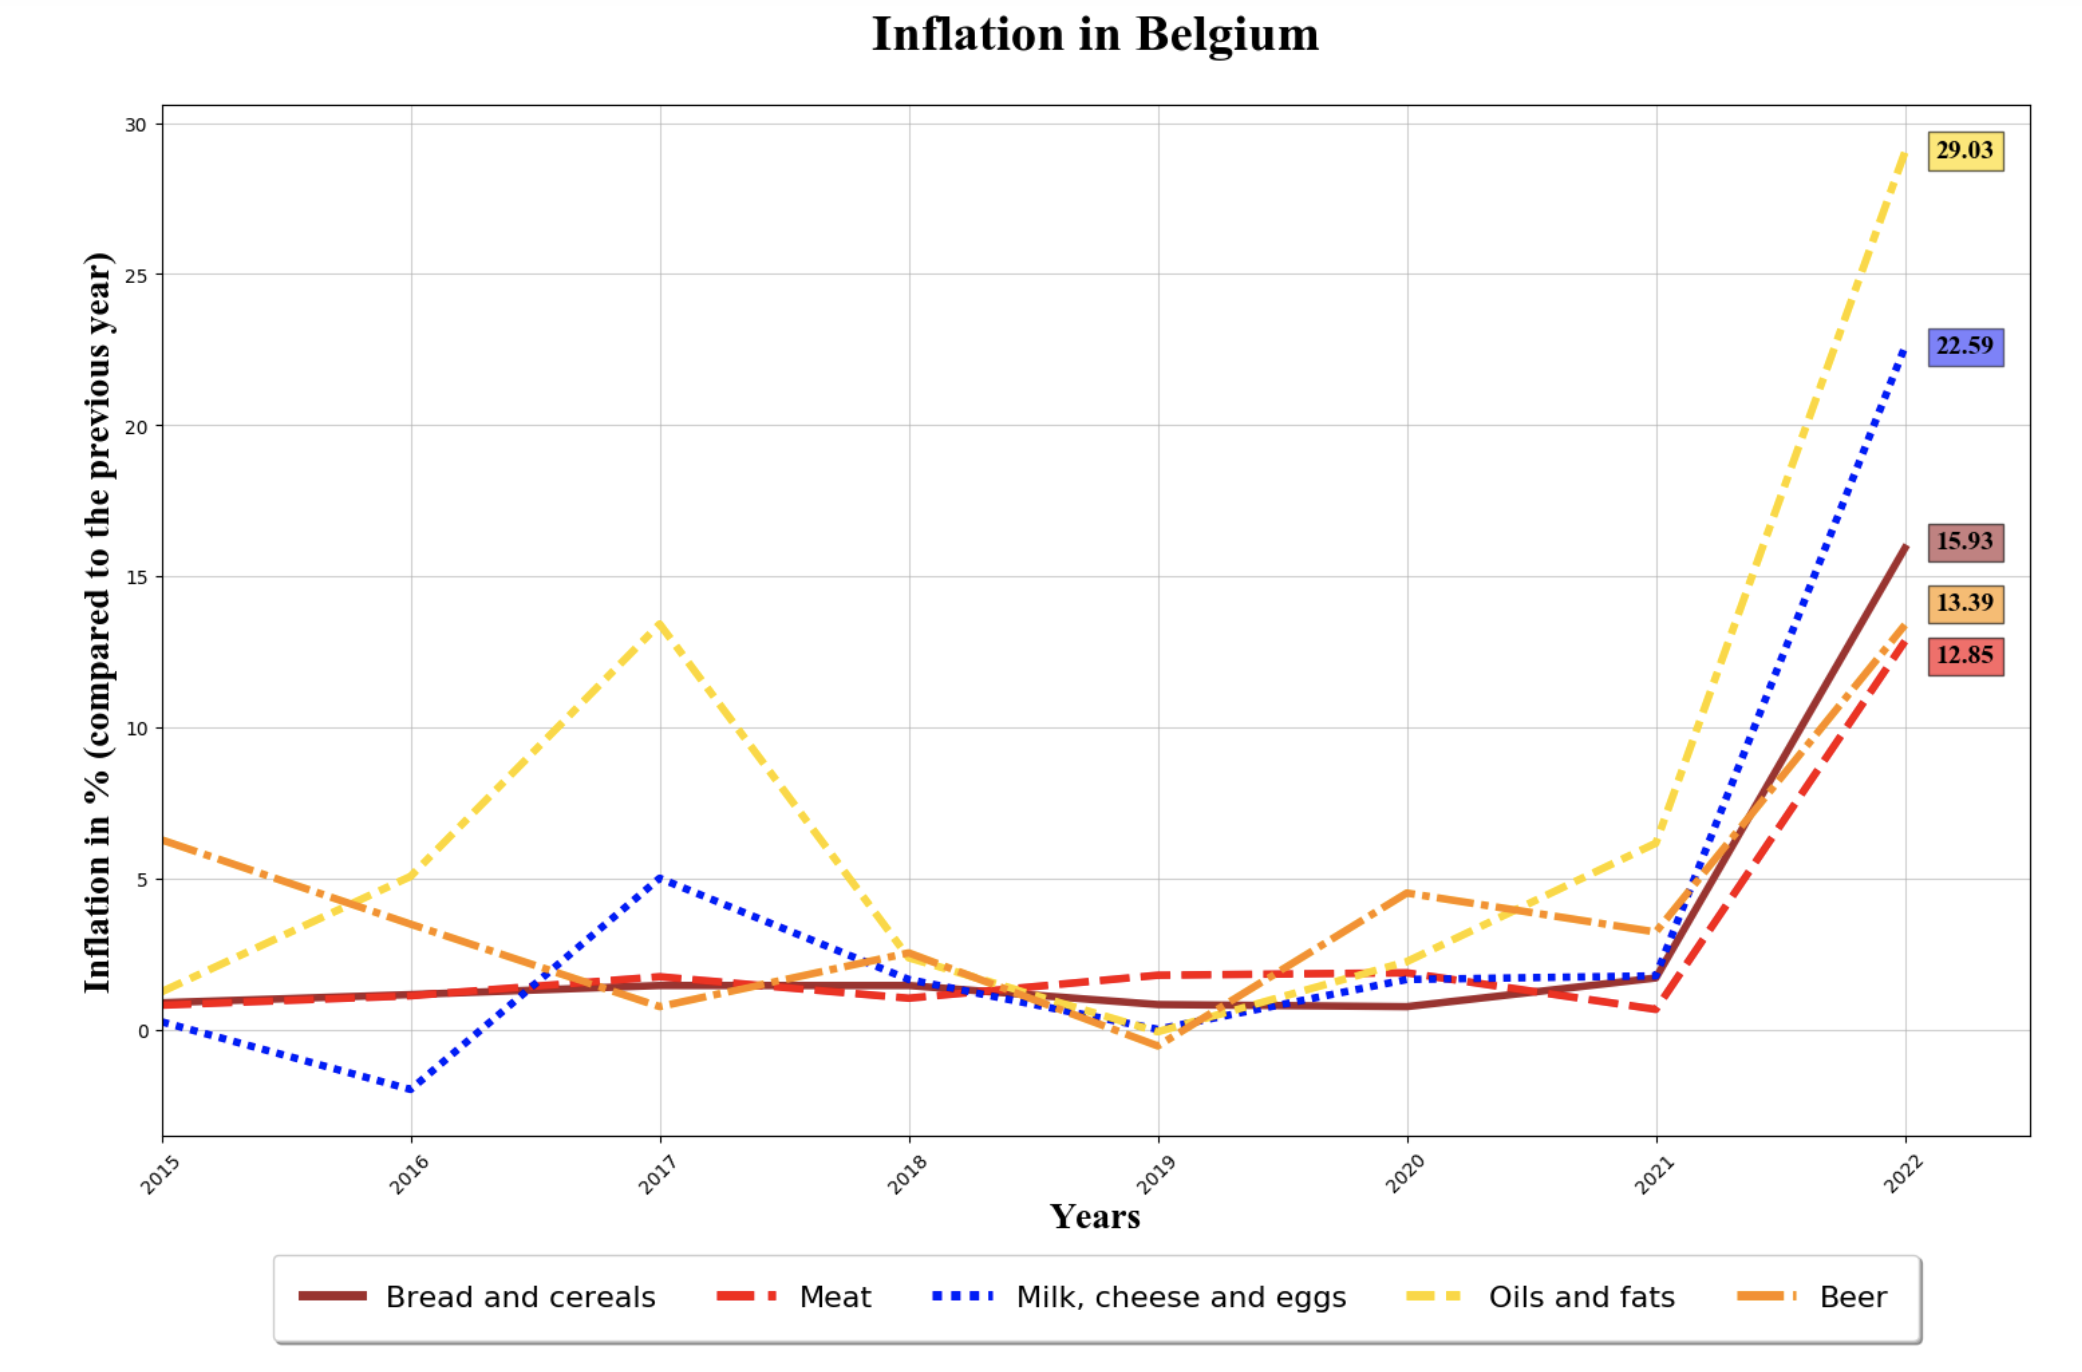 Inflation in Belgium
Inflation in % (compared to the previous year)
30
25
20
15
10
5
0
29.03
22.59
15.93
13.39
12.85
2015
2016
2017
2018
2019
2020
2021
2022
Years
Bread and cereals
Meat
Milk, cheese and eggs
Oils and fats
Beer